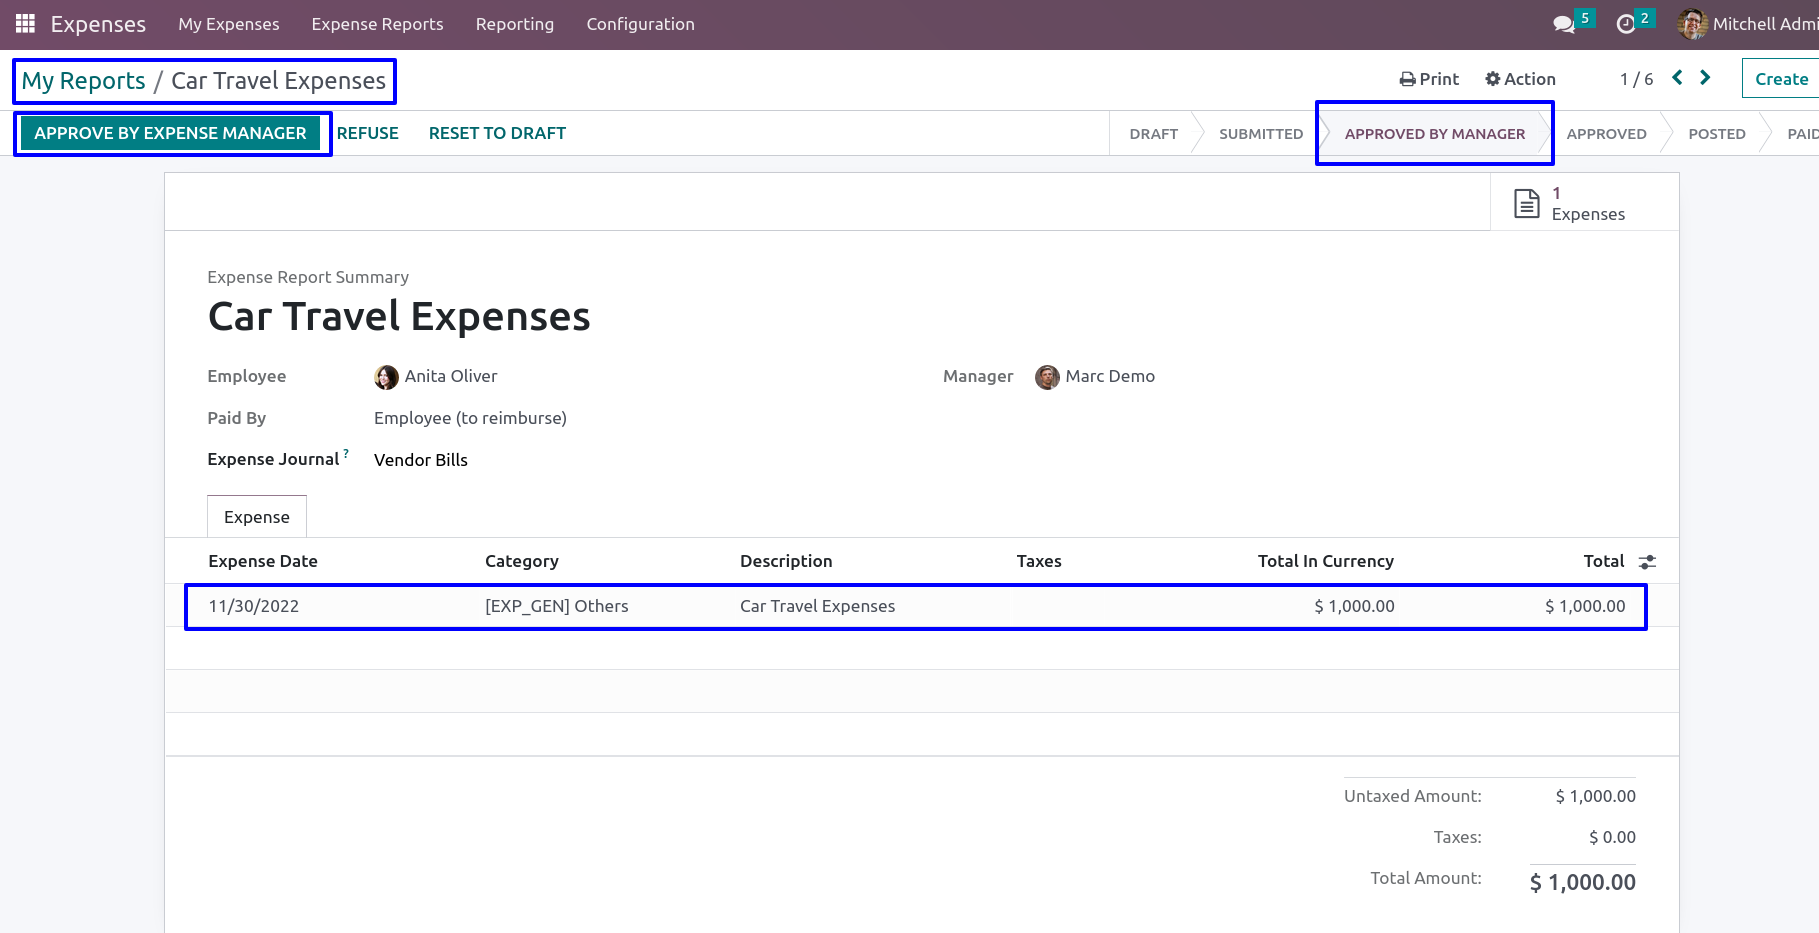 Expenses My Expenses Expense Reports Reporting Configuration 5 2 Mitchell Admi
My Reports / Car Travel Expenses Print Action 1 / 6 Create
APPROVE BY EXPENSE MANAGER REFUSE RESET TO DRAFT DRAFT SUBMITTED APPROVED BY MANAGER APPROVED POSTED PAID
1
Expenses
Expense Report Summary
Car Travel Expenses
Employee Anita Oliver Manager Marc Demo
Paid By Employee (to reimburse)
Expense Journal ? Vendor Bills
Expense
Expense Date Category Description Taxes Total In Currency Total
11/30/2022 [EXP_GEN] Others Car Travel Expenses $ 1,000.00 $ 1,000.00
Untaxed Amount: $ 1,000.00
Taxes: $ 0.00
Total Amount: $ 1,000.00